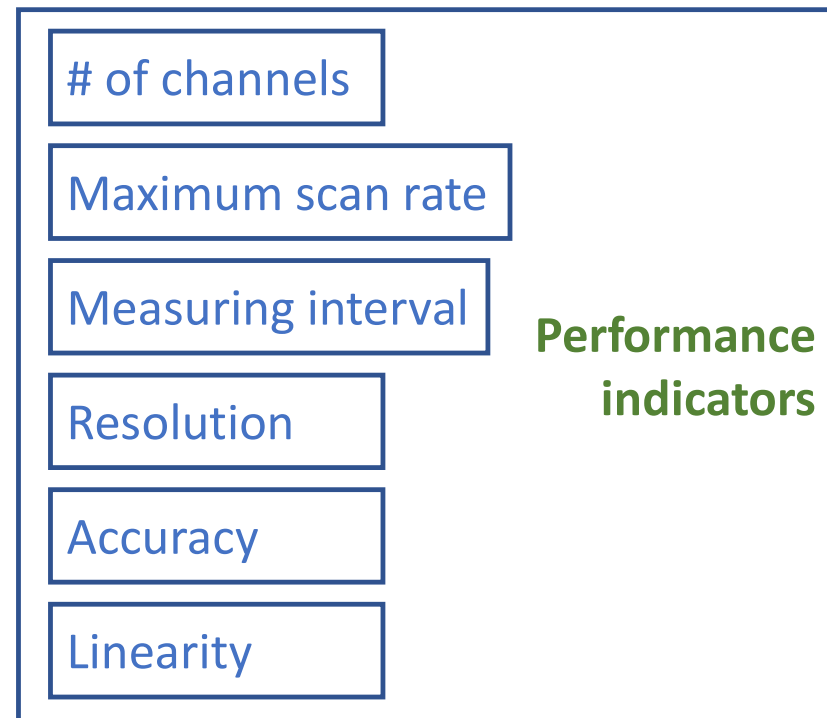 # of channels
Maximum scan rate
Measuring interval
Performance
indicators
Resolution
Accuracy
Linearity